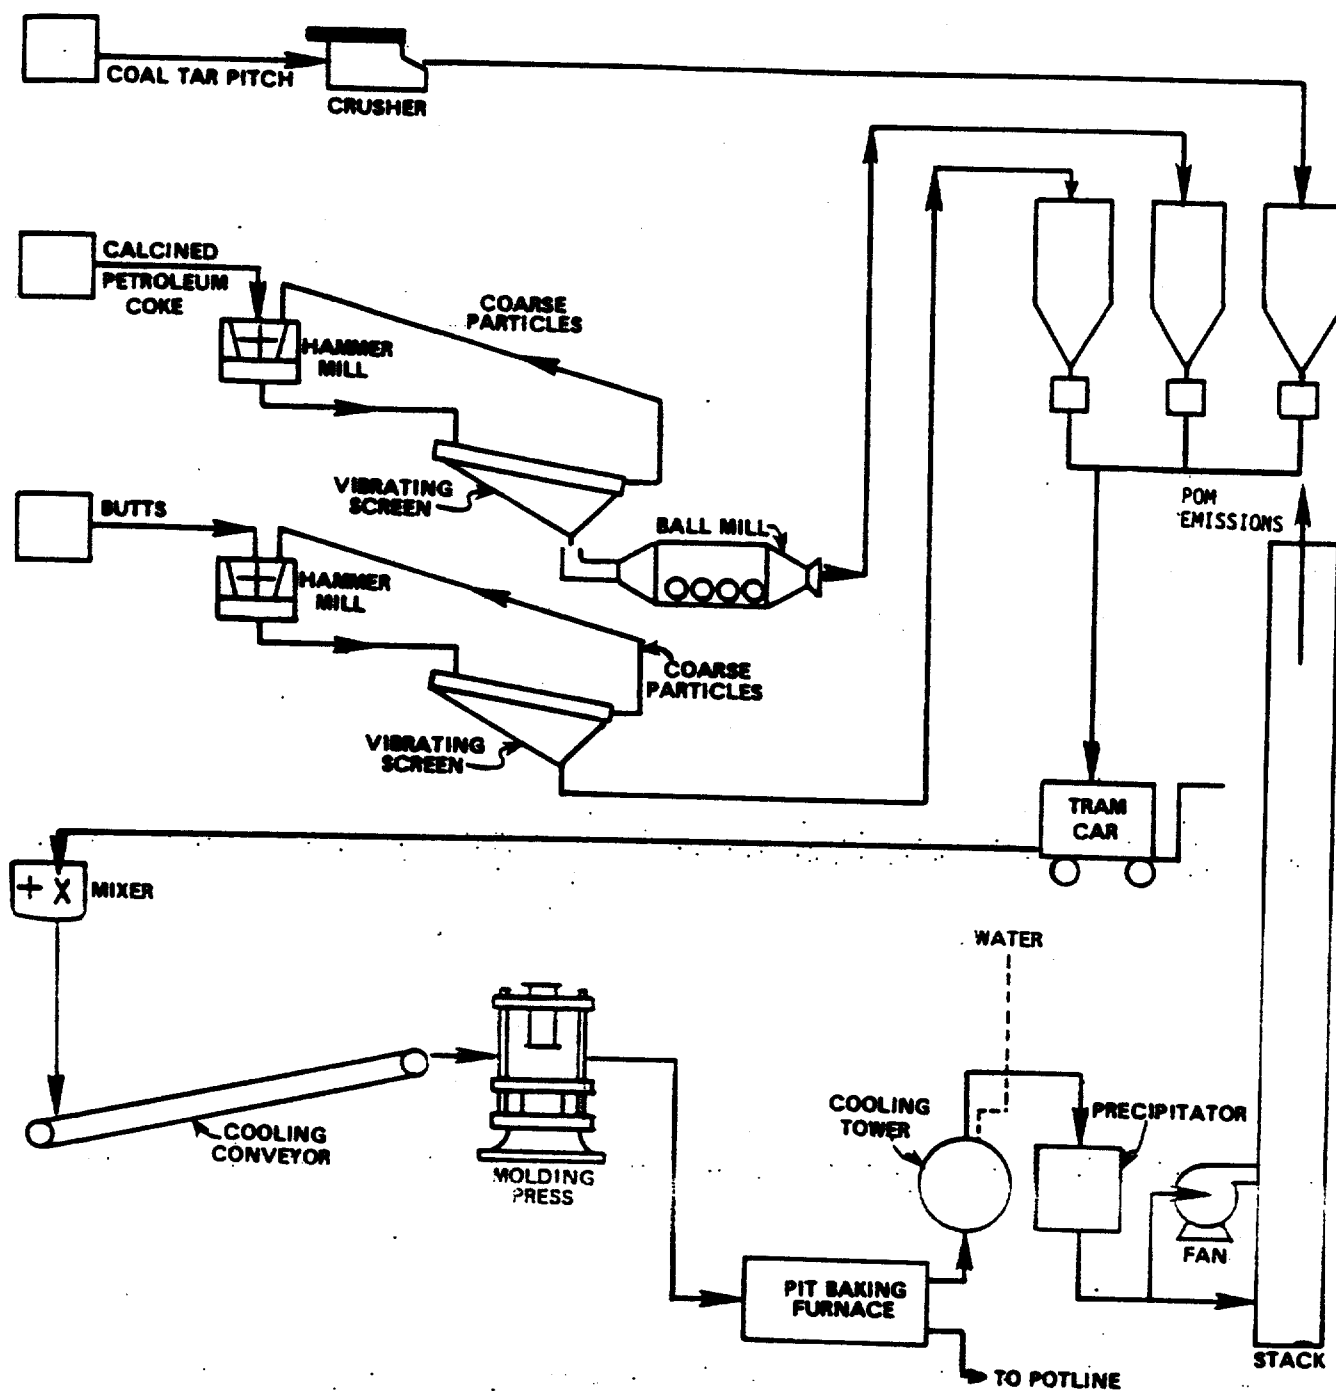 COAL TAR PITCH
CRUSHER
CALCINED
PETROLEUM
COKE
HAMMER
MILL
COARSE
PARTICLES
VIBRATING
SCREEN
BUTTS
HAMMER
MILL
BALL MILL
POM
EMISSIONS
COARSE
PARTICLES
VIBRATING
SCREEN
TRAM
CAR
+ X
MIXER
WATER
COOLING
CONVEYOR
MOLDING
PRESS
COOLING
TOWER
PRECIPITATOR
FAN
PIT BAKING
FURNACE
STACK
TO POTLINE